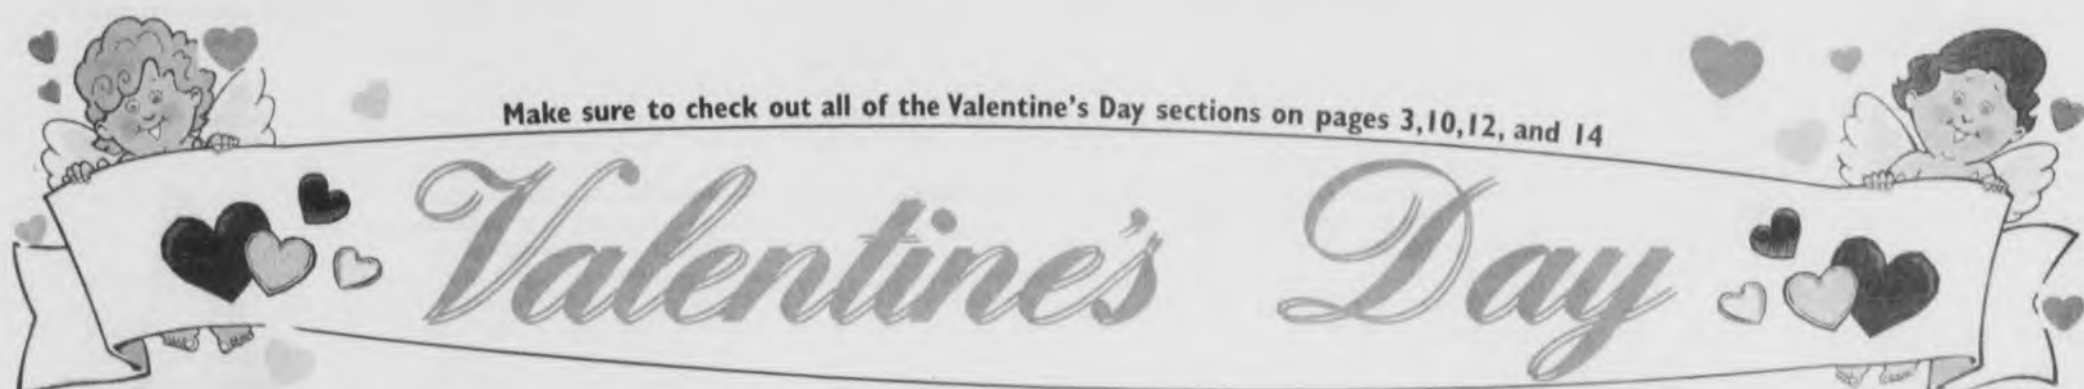 Make sure to check out all of the Valentine's Day sections on pages 3,10,12, and 14
Valentine's Day